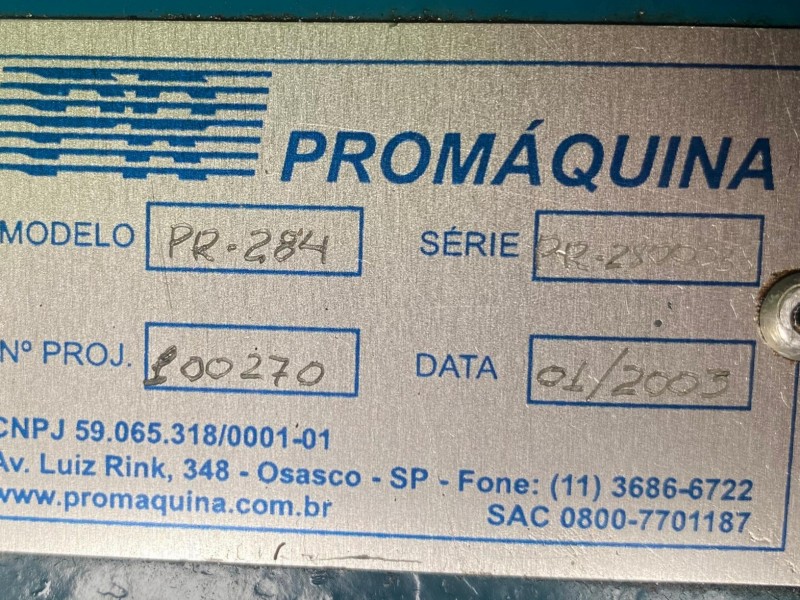 PROMÁQUINA
MODELO PR-284 SÉRIE
Nº PROJ. 100270 DATA 01/2003
CNPJ 59.065.318/0001-01
Av. Luiz Rink, 348 - Osasco - SP - Fone: (11) 3686-6722
www.promaquina.com.br SAC 0800-7701187